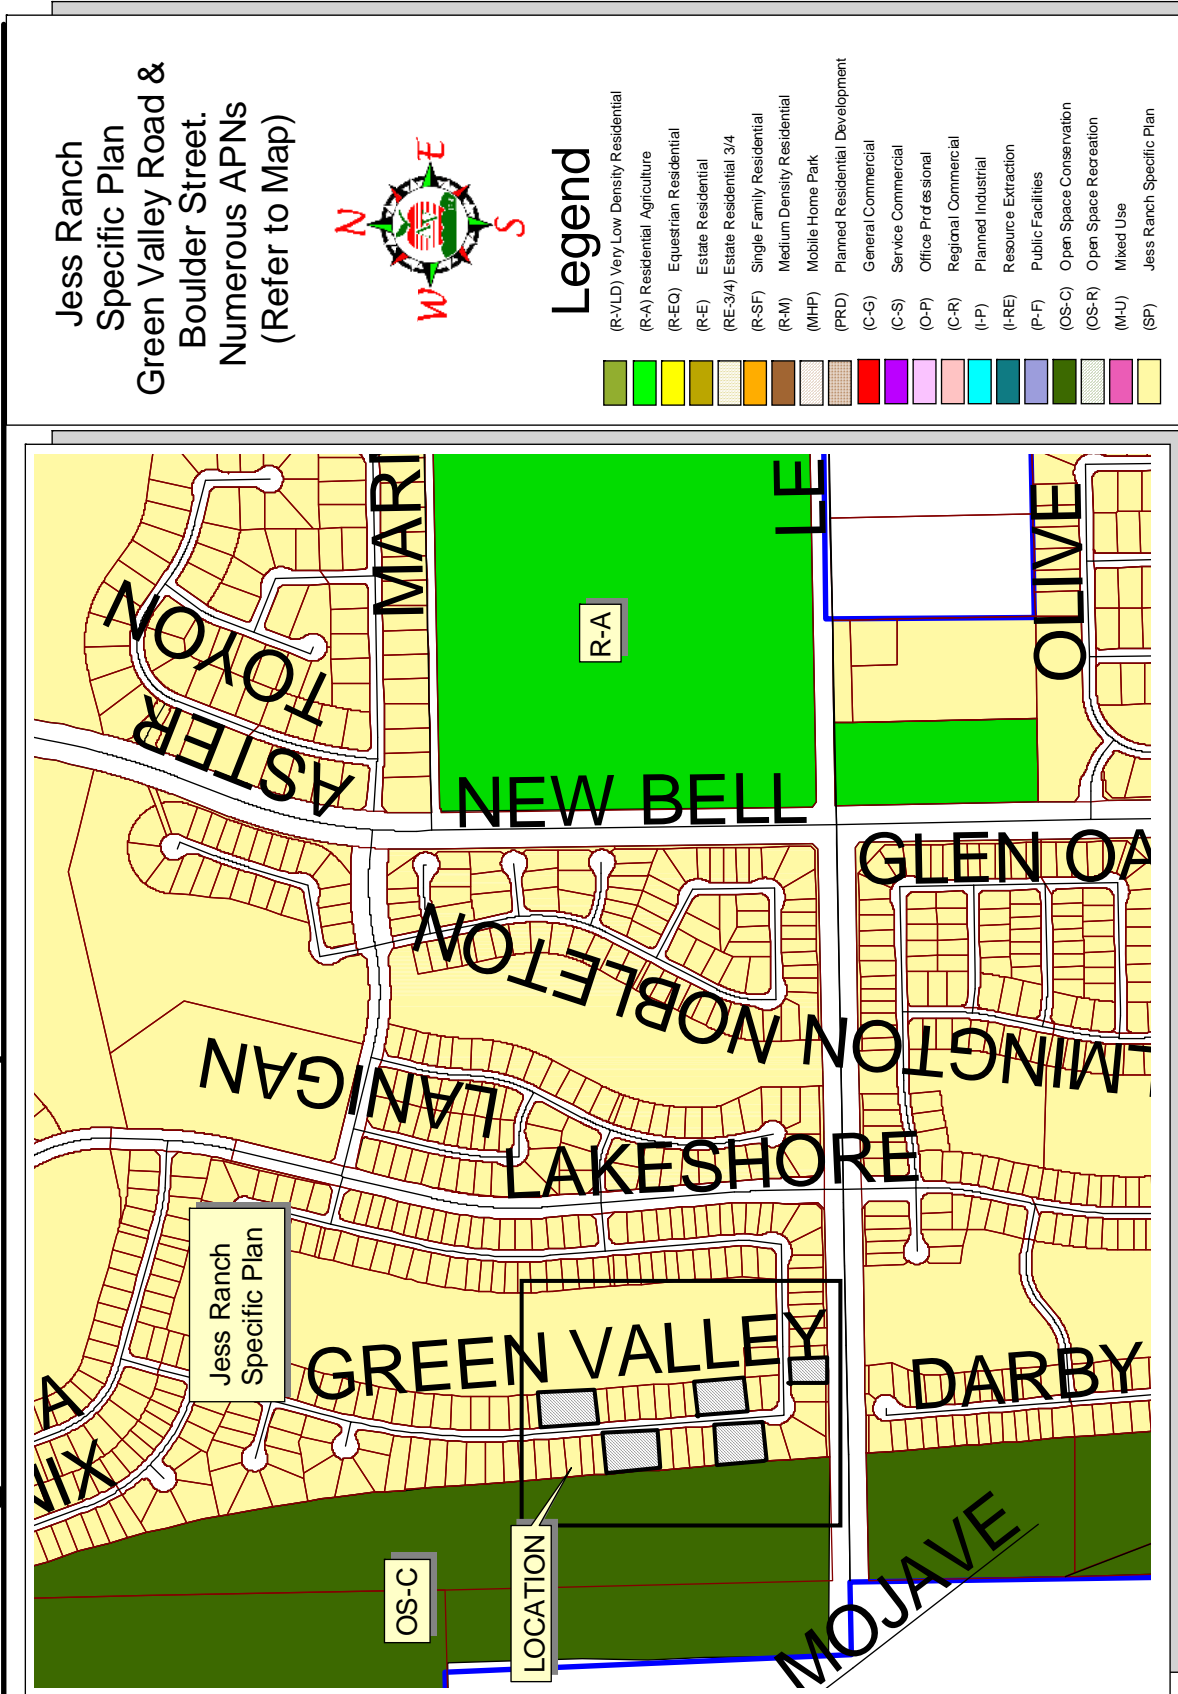 Jess Ranch
Specific Plan
Green Valley Road &
Boulder Street.
Numerous APNs
(Refer to Map)
N
W
E
S
Legend
(R-VLD) Very Low Density Residential
(R-A) Residential Agriculture
(R-EQ) Equestrian Residential
(R-E) Estate Residential
(RE-3/4) Estate Residential 3/4
(R-SF) Single Family Residential
(R-M) Medium Density Residential
(MHP) Mobile Home Park
(PRD) Planned Residential Development
(C-G) General Commercial
(C-S) Service Commercial
(O-P) Office Professional
(C-R) Regional Commercial
(I-P) Planned Industrial
(I-RE) Resource Extraction
(P-F) Public Facilities
(OS-C) Open Space Conservation
(OS-R) Open Space Recreation
(M-U) Mixed Use
(SP) Jess Ranch Specific Plan
TOYON
ASTER
MARI
R-A
LE
OLIVE
NEW BELL
GLEN OA
NOBLETON
LMINGTON
LANIGAN
LAKESHORE
Jess Ranch
Specific Plan
GREEN VALLEY
DARBY
A
NIX
OS-C
LOCATION
MOJAVE